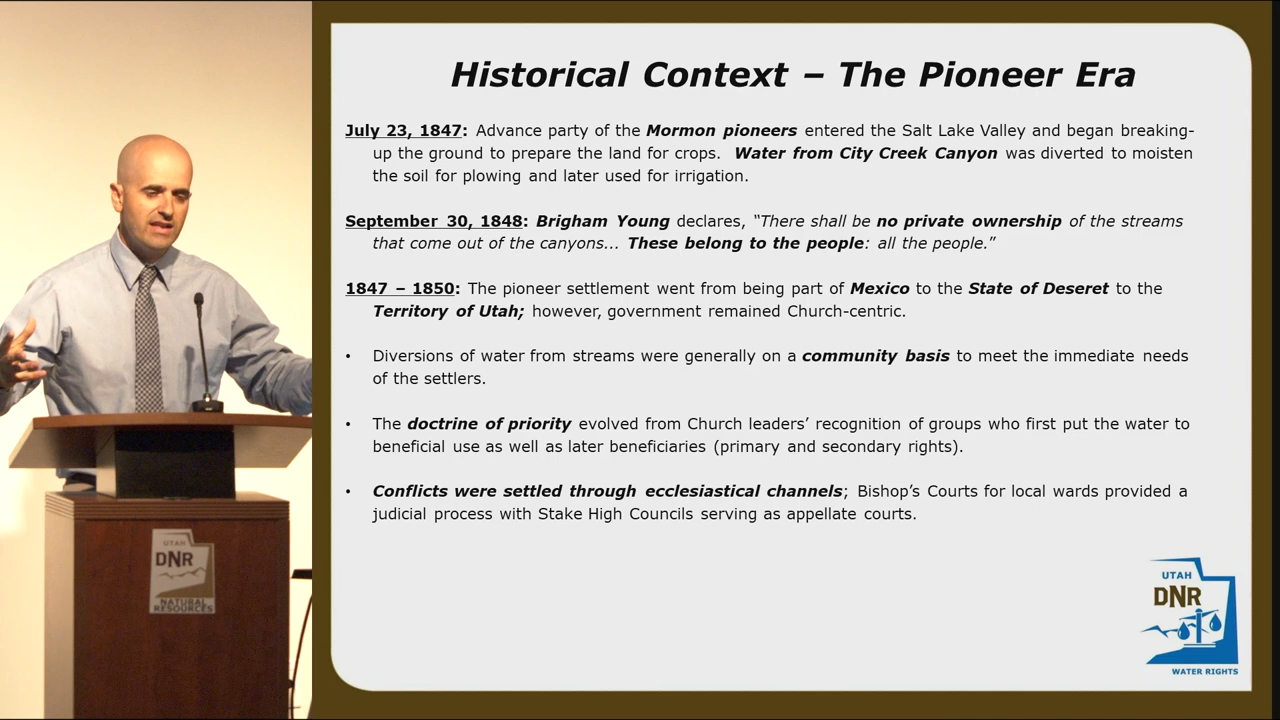 Historical Context – The Pioneer Era
July 23, 1847: Advance party of the Mormon pioneers entered the Salt Lake Valley and began breaking-
up the ground to prepare the land for crops. Water from City Creek Canyon was diverted to moisten
the soil for plowing and later used for irrigation.
September 30, 1848: Brigham Young declares, “There shall be no private ownership of the streams
that come out of the canyons... These belong to the people: all the people.”
1847 – 1850: The pioneer settlement went from being part of Mexico to the State of Deseret to the
Territory of Utah; however, government remained Church-centric.
• Diversions of water from streams were generally on a community basis to meet the immediate needs
of the settlers.
• The doctrine of priority evolved from Church leaders’ recognition of groups who first put the water to
beneficial use as well as later beneficiaries (primary and secondary rights).
• Conflicts were settled through ecclesiastical channels; Bishop’s Courts for local wards provided a
judicial process with Stake High Councils serving as appellate courts.
UTAH
DNR
WATER RIGHTS
UTAH
DNR
NATURAL
RESOURCES